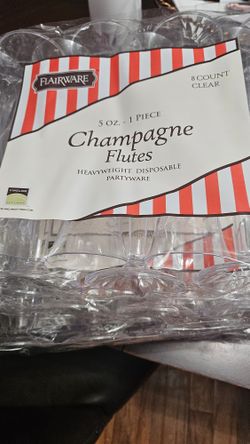 FLAIRWARE
8 COUNT
CLEAR
5 OZ. - 1 PIECE
Champagne
Flutes
HEAVYWEIGHT DISPOSABLE
PARTYWARE